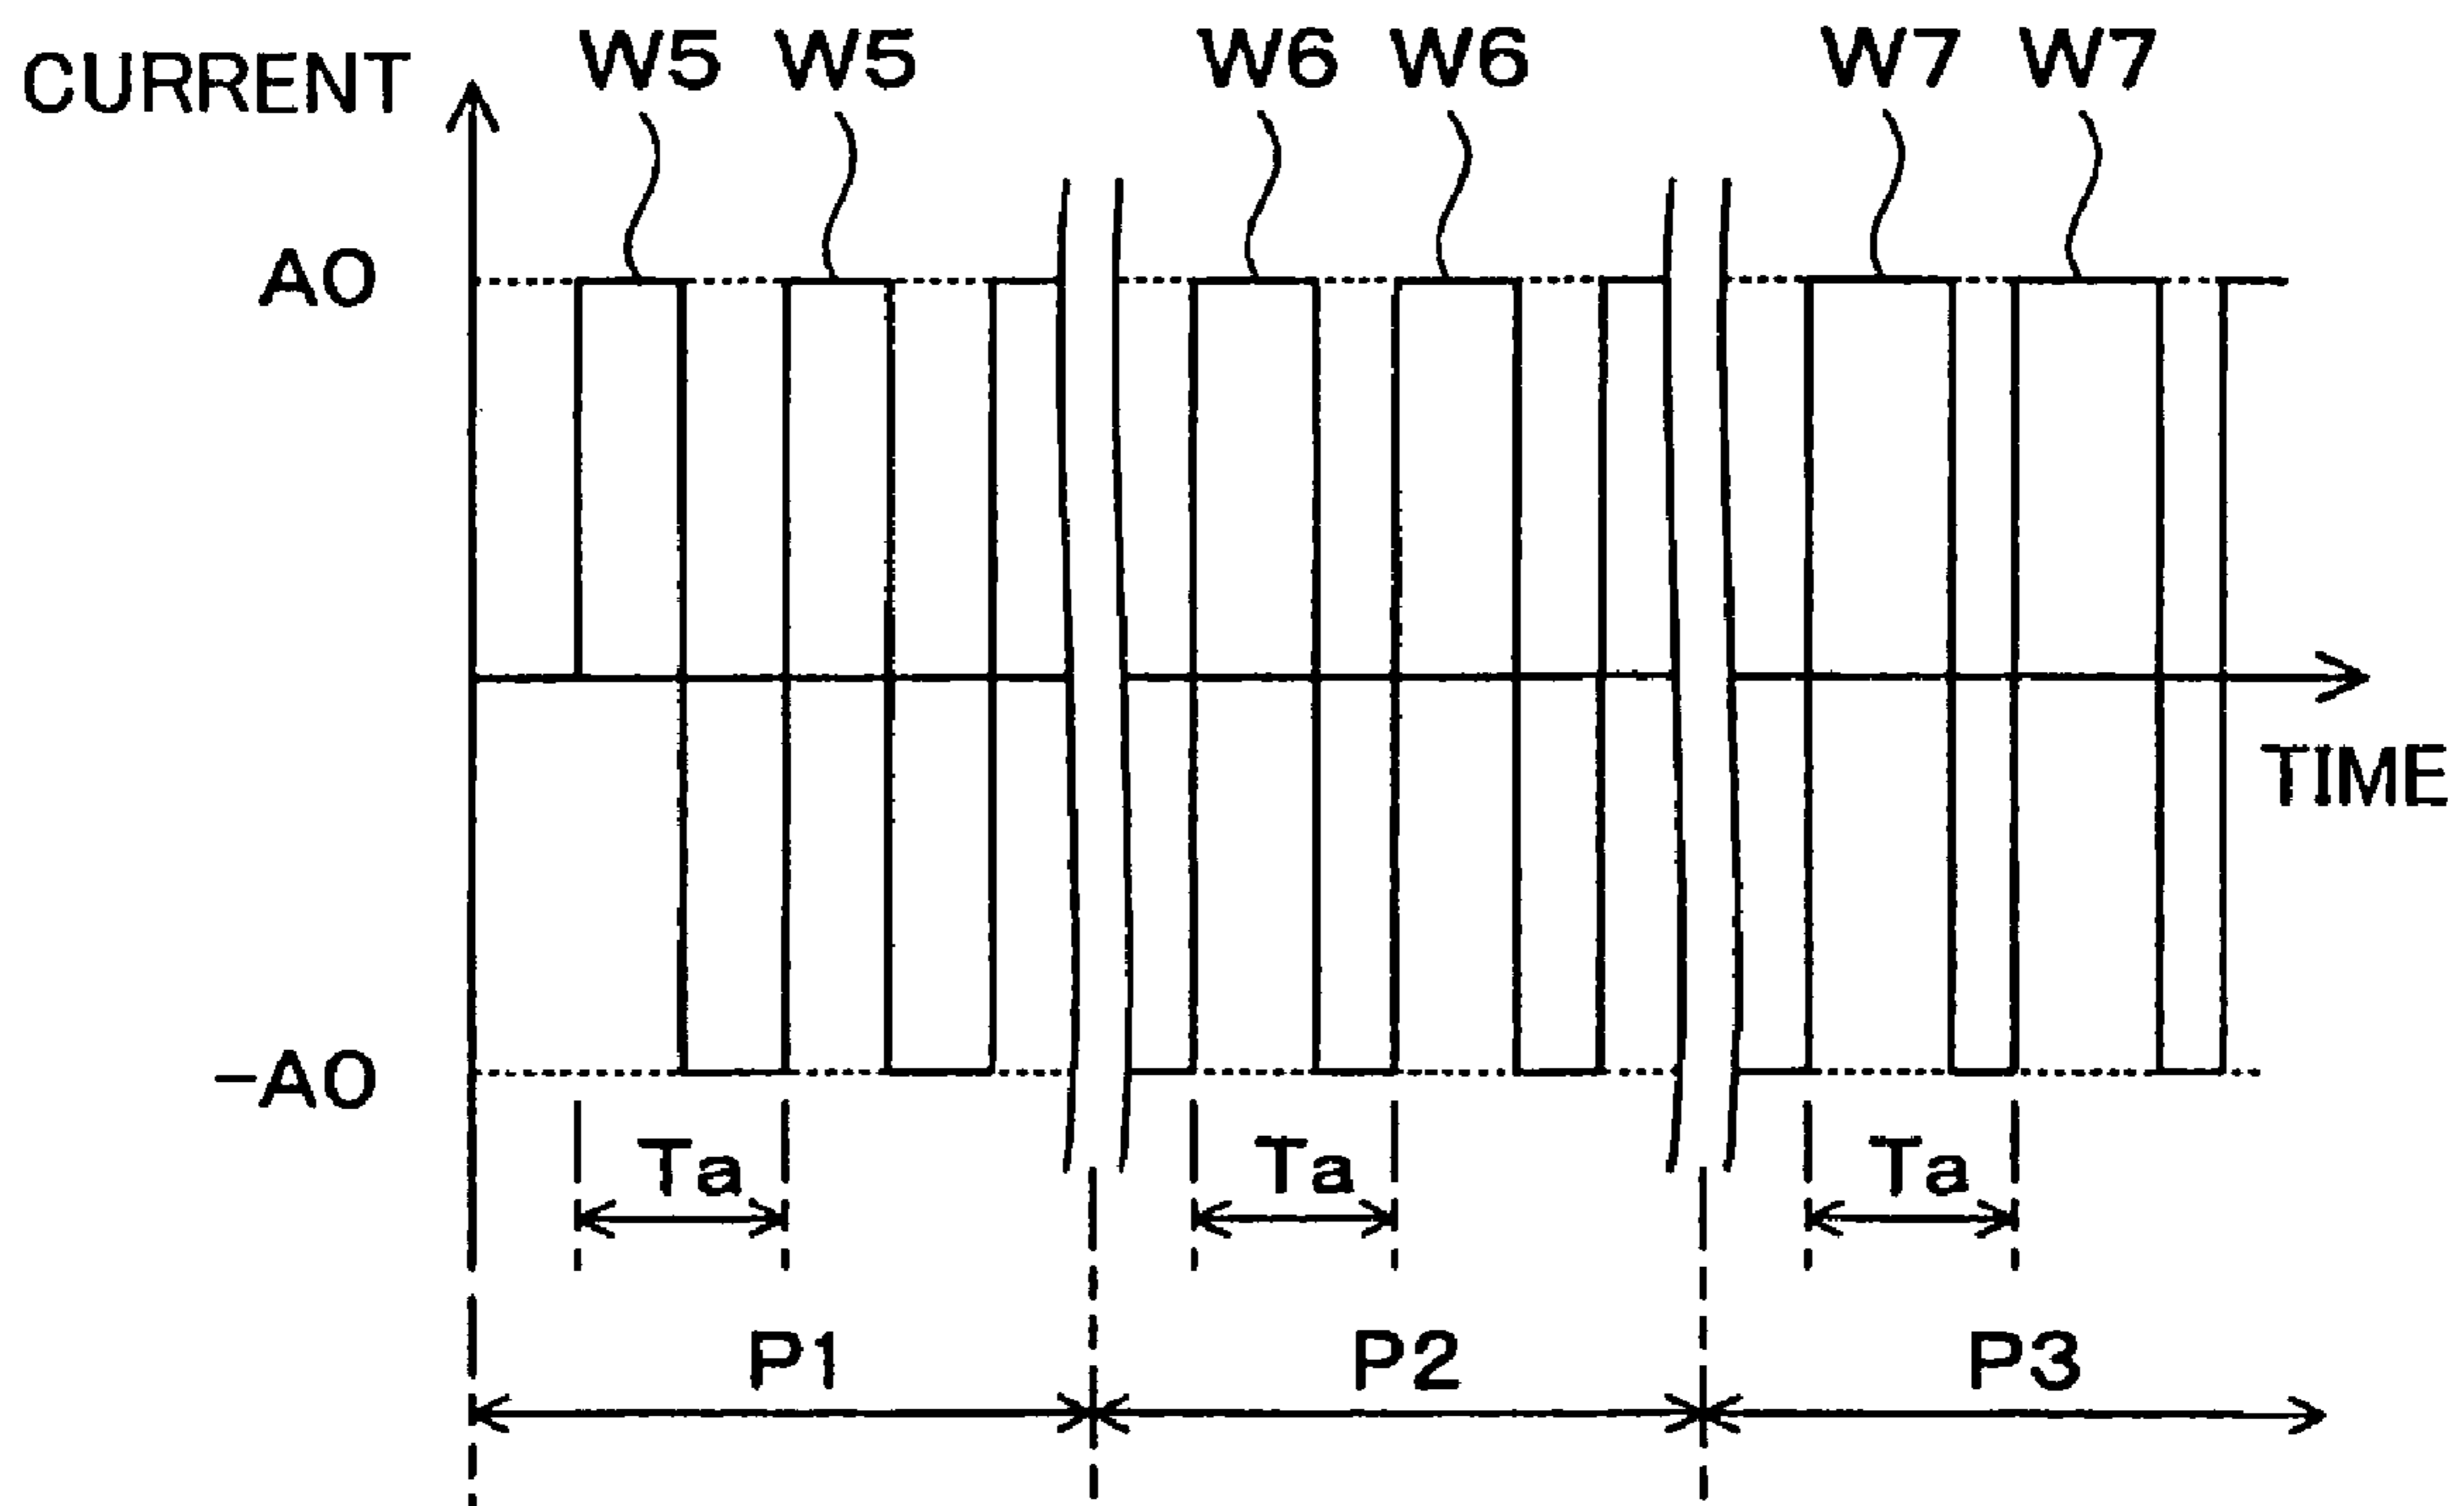 CURRENT
W5 W5 W6 W6 W7 W7
A0
TIME
-A0
Ta Ta Ta
P1 P2 P3